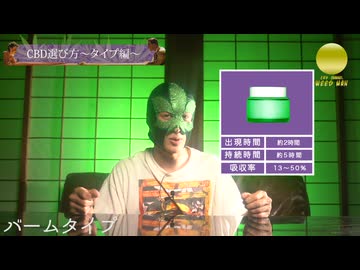 CBD選び方～タイプ編～
THE JAPANESE
WEED MAN
出現時間 約2時間
持続時間 約5時間
吸収率 13～50%
バームタイプ